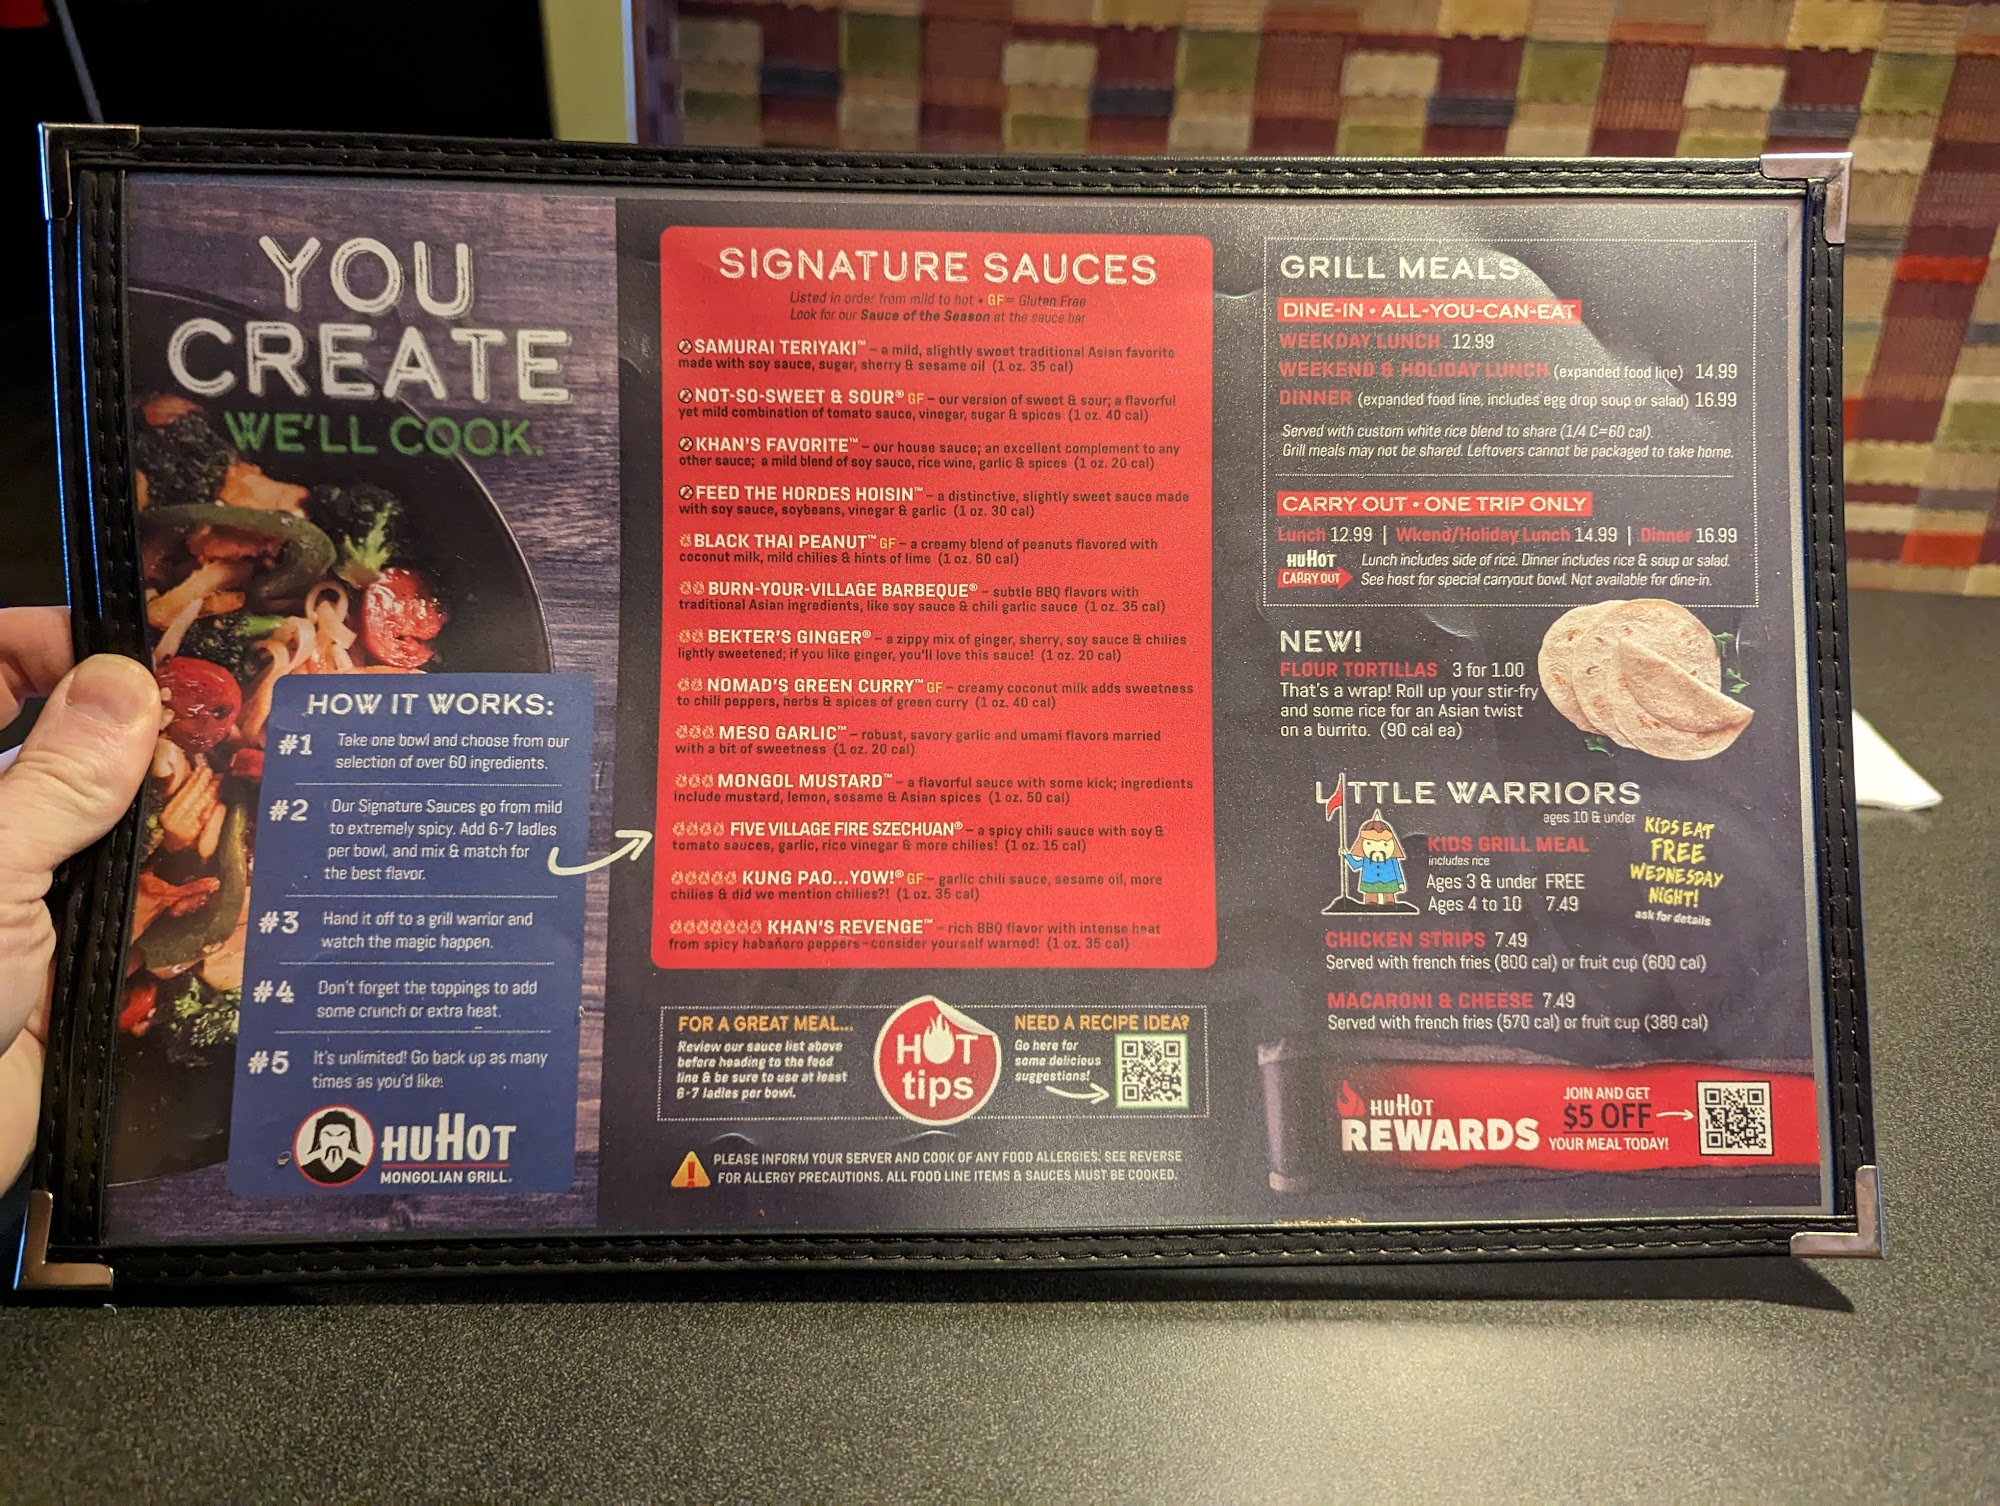 YOU
CREATE
WE'LL COOK.
HOW IT WORKS:
#1 Take one bowl and choose from our
selection of over 60 ingredients.
#2 Our Signature Sauces go from mild
to extremely spicy. Add 6-7 ladles
per bowl, and mix & match for
the best flavor.
#3 Hand it off to a grill warrior and
watch the magic happen.
#4 Don't forget the toppings to add
some crunch or extra heat.
#5 It's unlimited! Go back up as many
times as you'd like!
HUHOT
MONGOLIAN GRILL.
SIGNATURE SAUCES
Listed in order from mild to hot • GF = Gluten Free
Look for our Sauce of the Season at the sauce bar
SAMURAI TERIYAKI™ – a mild, slightly sweet traditional Asian favorite
made with soy sauce, sugar, sherry & sesame oil (1 oz. 35 cal)
NOT-SO-SWEET & SOUR® GF – our version of sweet & sour; a flavorful
yet mild combination of tomato sauce, vinegar, sugar & spices (1 oz. 40 cal)
KHAN'S FAVORITE™ – our house sauce; an excellent complement to any
other sauce; a mild blend of soy sauce, rice wine, garlic & spices (1 oz. 20 cal)
FEED THE HORDES HOISIN™ – a distinctive, slightly sweet sauce made
with soy sauce, soybeans, vinegar & garlic (1 oz. 30 cal)
BLACK THAI PEANUT™ GF – a creamy blend of peanuts flavored with
coconut milk, mild chilies & hints of lime (1 oz. 60 cal)
BURN-YOUR-VILLAGE BARBEQUE® – subtle BBQ flavors with
traditional Asian ingredients, like soy sauce & chili garlic sauce (1 oz. 35 cal)
BEKTER'S GINGER® – a zippy mix of ginger, sherry, soy sauce & chilies
lightly sweetened; if you like ginger, you'll love this sauce! (1 oz. 20 cal)
NOMAD'S GREEN CURRY™ GF – creamy coconut milk adds sweetness
to chili peppers, herbs & spices of green curry (1 oz. 40 cal)
MESO GARLIC™ – robust, savory garlic and umami flavors married
with a bit of sweetness (1 oz. 20 cal)
MONGOL MUSTARD™ – a flavorful sauce with some kick; ingredients
include mustard, lemon, sesame & Asian spices (1 oz. 50 cal)
FIVE VILLAGE FIRE SZECHUAN® – a spicy chili sauce with soy &
tomato sauces, garlic, rice vinegar & more chilies! (1 oz. 15 cal)
KUNG PAO...YOW!® GF – garlic chili sauce, sesame oil, more
chilies & did we mention chilies?! (1 oz. 35 cal)
KHAN'S REVENGE™ – rich BBQ flavor with intense heat
from spicy habañero peppers–consider yourself warned! (1 oz. 35 cal)
FOR A GREAT MEAL...
Review our sauce list above
before heading to the food
line & be sure to use at least
6-7 ladles per bowl.
HOT
tips
NEED A RECIPE IDEA?
Go here for
some delicious
suggestions!
PLEASE INFORM YOUR SERVER AND COOK OF ANY FOOD ALLERGIES. SEE REVERSE
FOR ALLERGY PRECAUTIONS. ALL FOOD LINE ITEMS & SAUCES MUST BE COOKED.
GRILL MEALS
DINE-IN • ALL-YOU-CAN-EAT
WEEKDAY LUNCH 12.99
WEEKEND & HOLIDAY LUNCH (expanded food line) 14.99
DINNER (expanded food line, includes egg drop soup or salad) 16.99
Served with custom white rice blend to share (1/4 C=60 cal)
Grill meals may not be shared. Leftovers cannot be packaged to take home.
CARRY OUT • ONE TRIP ONLY
Lunch 12.99 | Wkend/Holiday Lunch 14.99 | Dinner 16.99
HUHOT
CARRY OUT
Lunch includes side of rice. Dinner includes rice & soup or salad.
See host for special carryout bowl. Not available for dine-in.
NEW!
FLOUR TORTILLAS 3 for 1.00
That's a wrap! Roll up your stir-fry
and some rice for an Asian twist
on a burrito. (90 cal ea)
LITTLE WARRIORS
ages 10 & under
KIDS GRILL MEAL
includes rice
Ages 3 & under FREE
Ages 4 to 10 7.49
KIDS EAT
FREE
WEDNESDAY
NIGHT!
ask for details
CHICKEN STRIPS 7.49
Served with french fries (800 cal) or fruit cup (600 cal)
MACARONI & CHEESE 7.49
Served with french fries (570 cal) or fruit cup (380 cal)
HUHOT
REWARDS
JOIN AND GET
$5 OFF
YOUR MEAL TODAY!